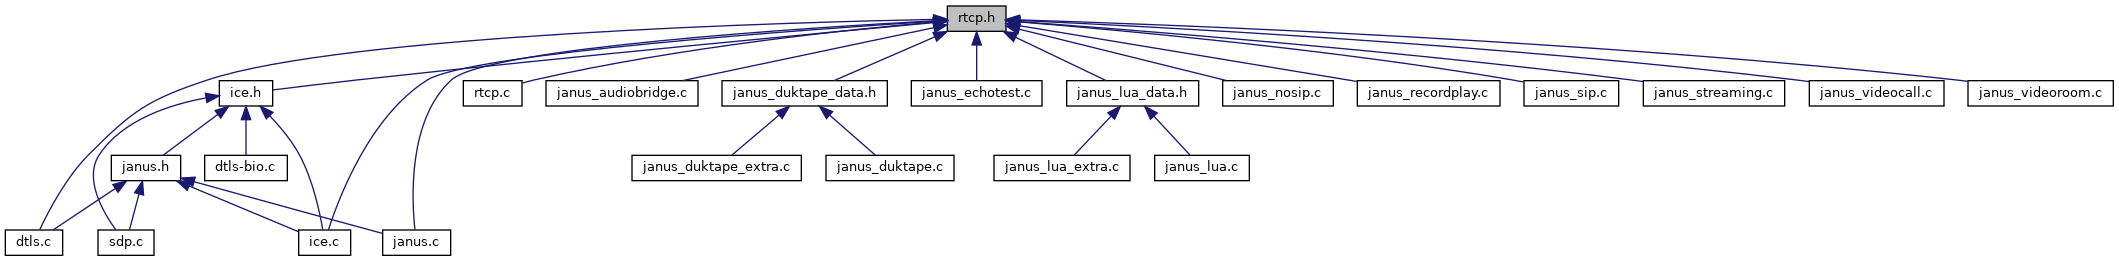 rtcp.h
ice.h
rtcp.c
janus_audiobridge.c
janus_duktape_data.h
janus_echotest.c
janus_lua_data.h
janus_nosip.c
janus_recordplay.c
janus_sip.c
janus_streaming.c
janus_videocall.c
janus_videoroom.c
janus.h
dtls-bio.c
janus_duktape_extra.c
janus_duktape.c
janus_lua_extra.c
janus_lua.c
dtls.c
sdp.c
ice.c
janus.c